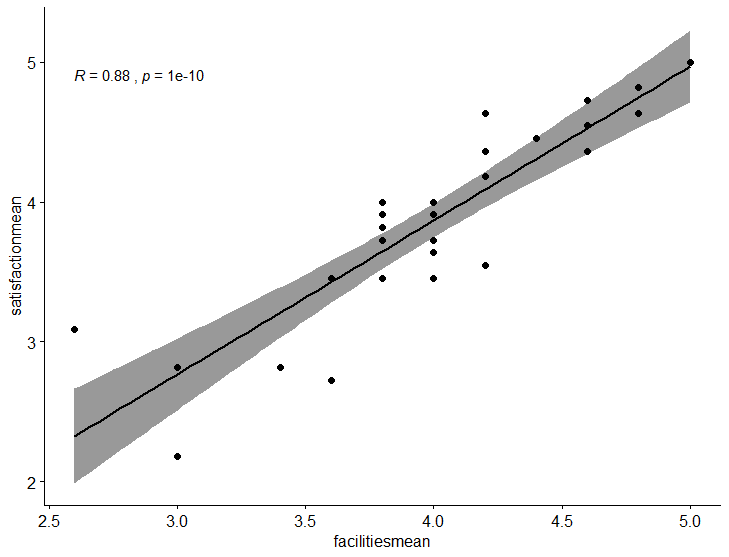 R = 0.88 , p = 1e-10
5
4
3
2
satisfactionmean
2.5 3.0 3.5 4.0 4.5 5.0
facilitiesmean